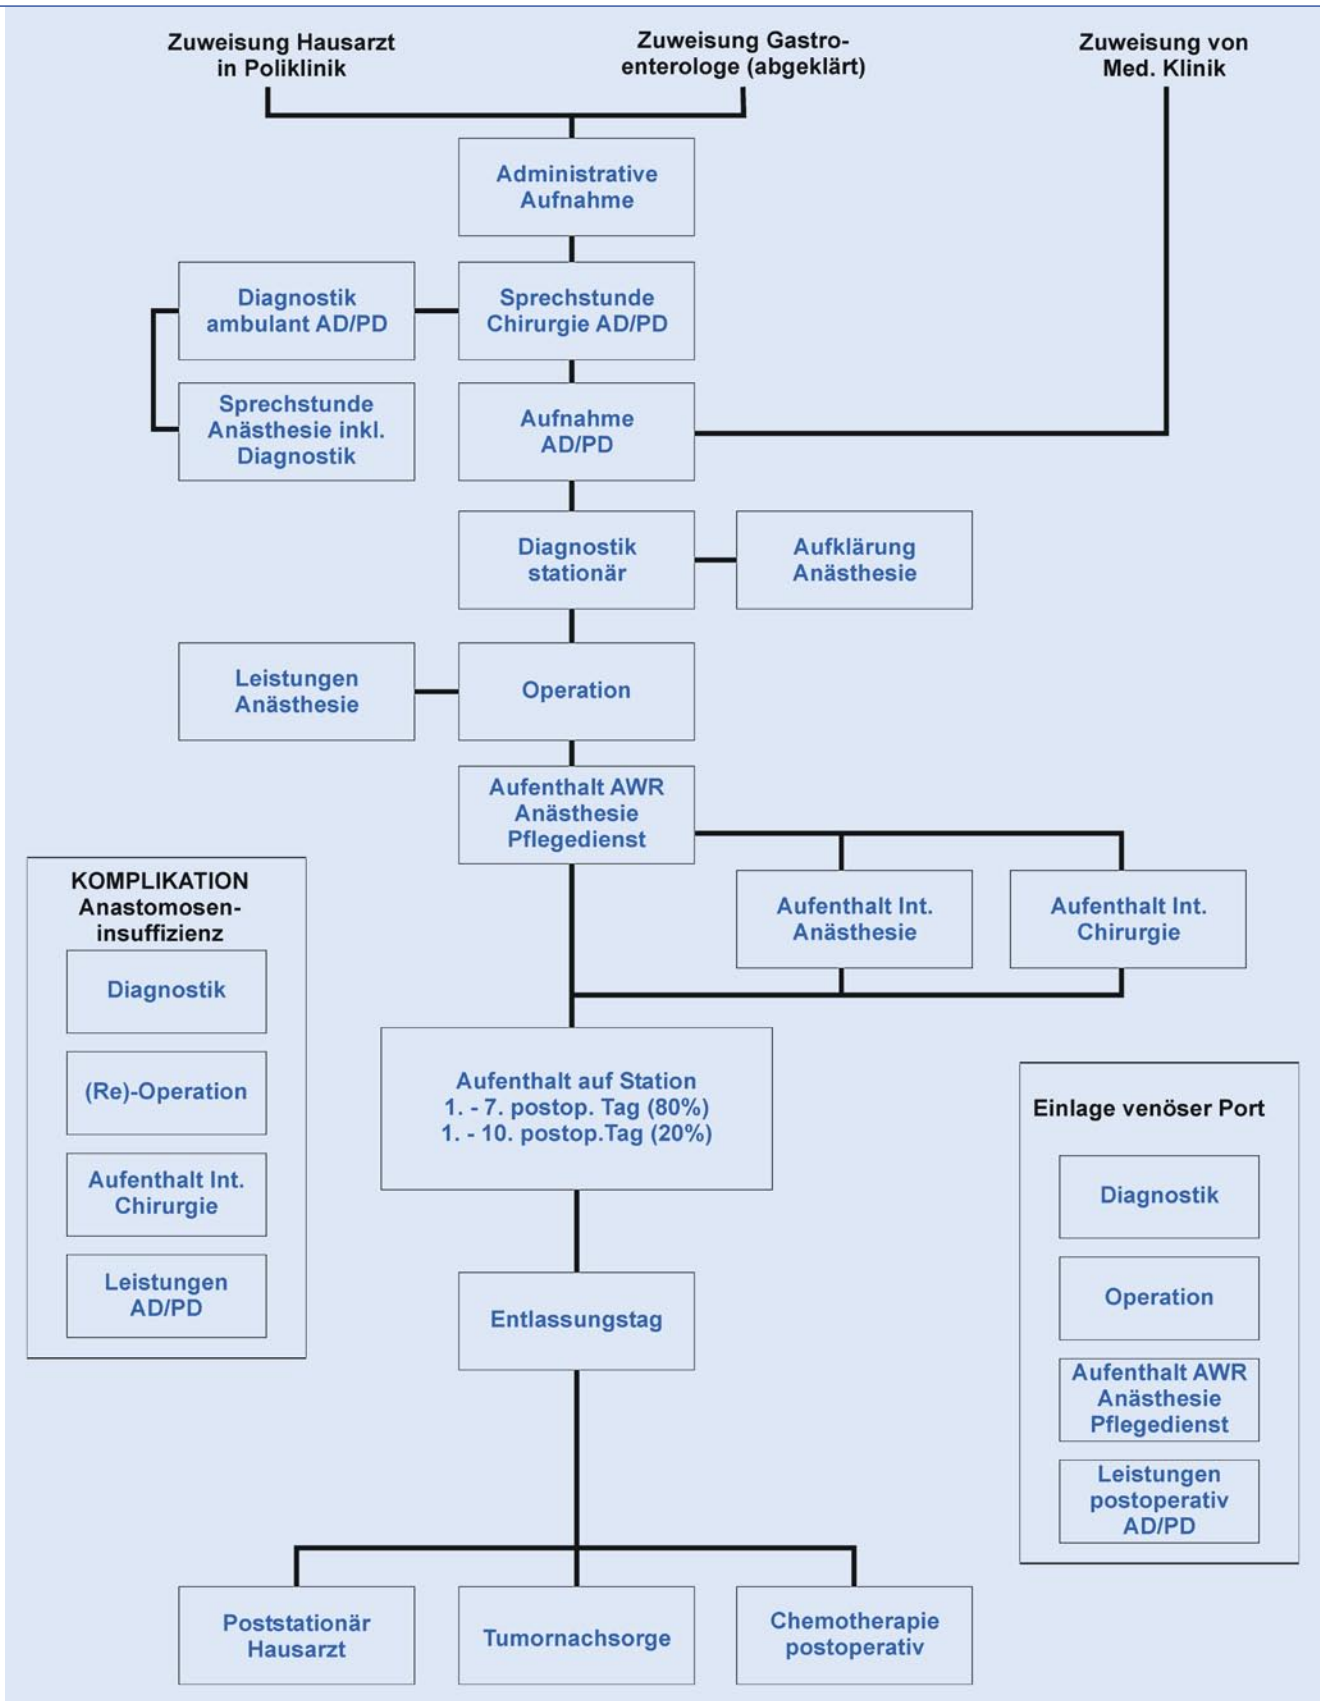 Zuweisung Hausarzt
in Poliklinik
Zuweisung Gastro-
enterologe (abgeklärt)
Zuweisung von
Med. Klinik
Administrative
Aufnahme
Diagnostik
ambulant AD/PD
Sprechstunde
Chirurgie AD/PD
Sprechstunde
Anästhesie inkl.
Diagnostik
Aufnahme
AD/PD
Diagnostik
stationär
Aufklärung
Anästhesie
Leistungen
Anästhesie
Operation
Aufenthalt AWR
Anästhesie
Pflegedienst
Aufenthalt Int.
Anästhesie
Aufenthalt Int.
Chirurgie
KOMPLIKATION
Anastomosen-
insuffizienz
Diagnostik
(Re)-Operation
Aufenthalt Int.
Chirurgie
Leistungen
AD/PD
Aufenthalt auf Station
1. - 7. postop. Tag (80%)
1. - 10. postop.Tag (20%)
Einlage venöser Port
Diagnostik
Operation
Aufenthalt AWR
Anästhesie
Pflegedienst
Leistungen
postoperativ
AD/PD
Entlassungstag
Poststationär
Hausarzt
Tumornachsorge
Chemotherapie
postoperativ